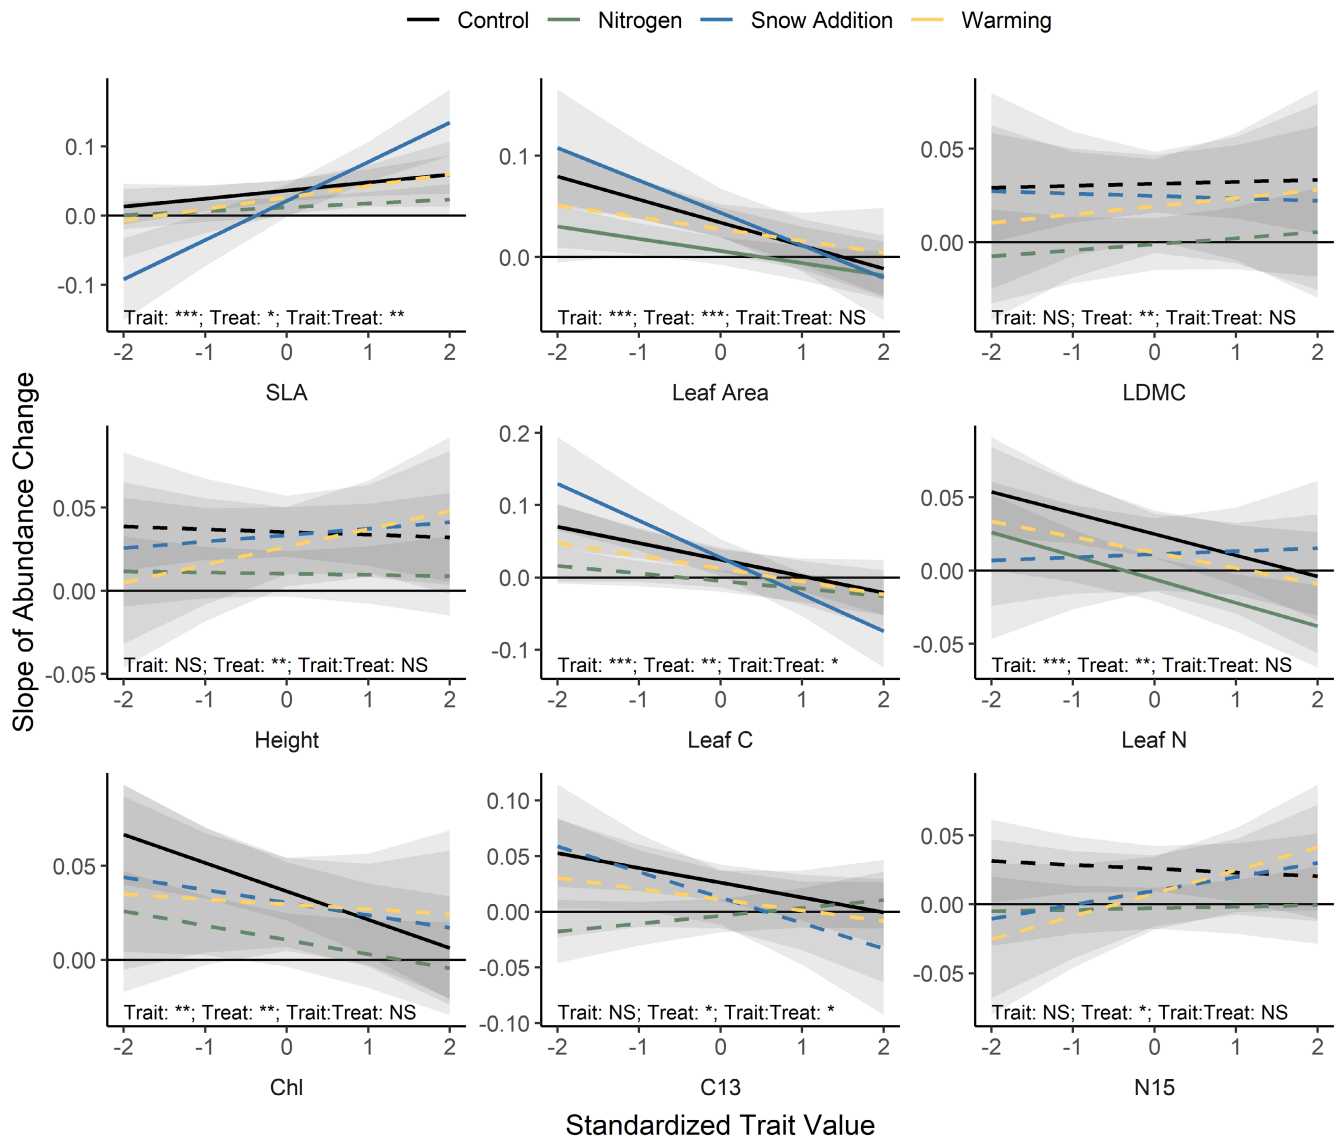 Control Nitrogen Snow Addition Warming
Slope of Abundance Change
0.1
0.0
-0.1
Trait: ***; Treat: *; Trait:Treat: **
-2 -1 0 1 2
SLA
0.1
0.0
Trait: ***; Treat: ***; Trait:Treat: NS
-2 -1 0 1 2
Leaf Area
0.05
0.00
Trait: NS; Treat: **; Trait:Treat: NS
-2 -1 0 1 2
LDMC
0.05
0.00
-0.05
Trait: NS; Treat: **; Trait:Treat: NS
-2 -1 0 1 2
Height
0.2
0.1
0.0
-0.1
Trait: ***; Treat: **; Trait:Treat: *
-2 -1 0 1 2
Leaf C
0.05
0.00
-0.05
Trait: ***; Treat: **; Trait:Treat: NS
-2 -1 0 1 2
Leaf N
0.05
0.00
Trait: **; Treat: **; Trait:Treat: NS
-2 -1 0 1 2
Chl
0.10
0.05
0.00
-0.05
-0.10
Trait: NS; Treat: *; Trait:Treat: *
-2 -1 0 1 2
C13
0.05
0.00
-0.05
Trait: NS; Treat: *; Trait:Treat: NS
-2 -1 0 1 2
N15
Standardized Trait Value